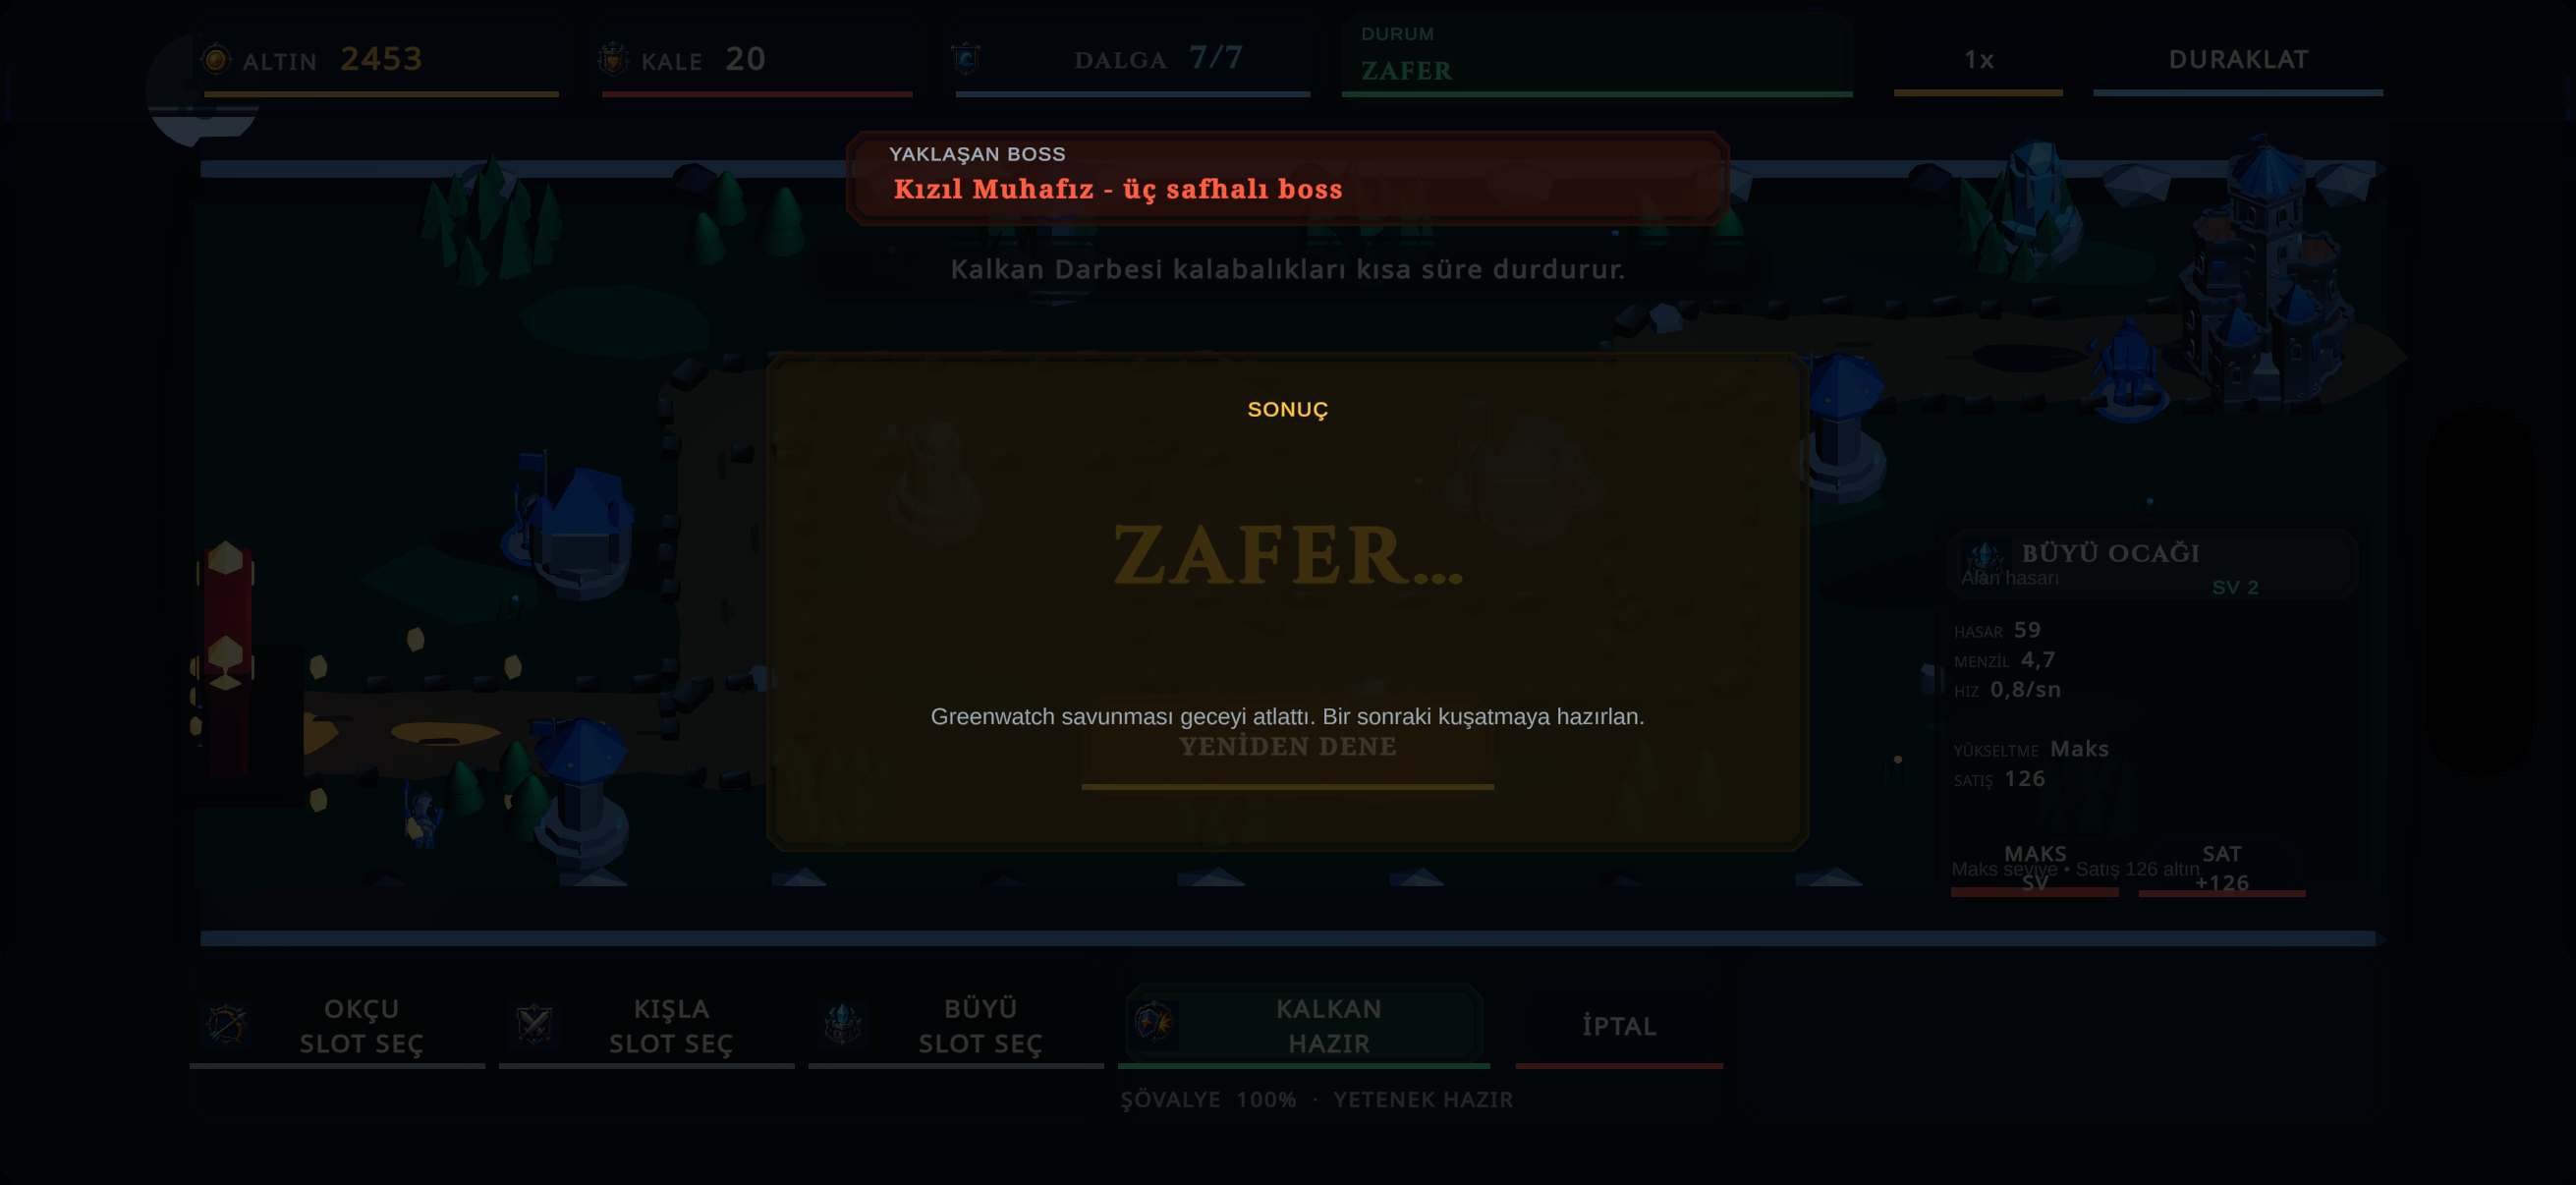 ALTIN 2453
KALE 20
DALGA 7/7
DURUM
ZAFER
1x
DURAKLAT
YAKLAŞAN BOSS
Kızıl Muhafız - üç safhalı boss
Kalkan Darbesi kalabalıkları kısa süre durdurur.
SONUÇ
ZAFER...
Greenwatch savunması geceyi atlattı. Bir sonraki kuşatmaya hazırlan.
YENİDEN DENE
BÜYÜ OCAĞI
Alan hasarı
SV 2
HASAR 59
MENZİL 4,7
HIZ 0,8/sn
YÜKSELTME Maks
SATIŞ 126
MAKS
SV
SAT
+126
Maks seviye • Satış 126 altın
OKÇU
SLOT SEÇ
KIŞLA
SLOT SEÇ
BÜYÜ
SLOT SEÇ
KALKAN
HAZIR
İPTAL
ŞÖVALYE 100% · YETENEK HAZIR